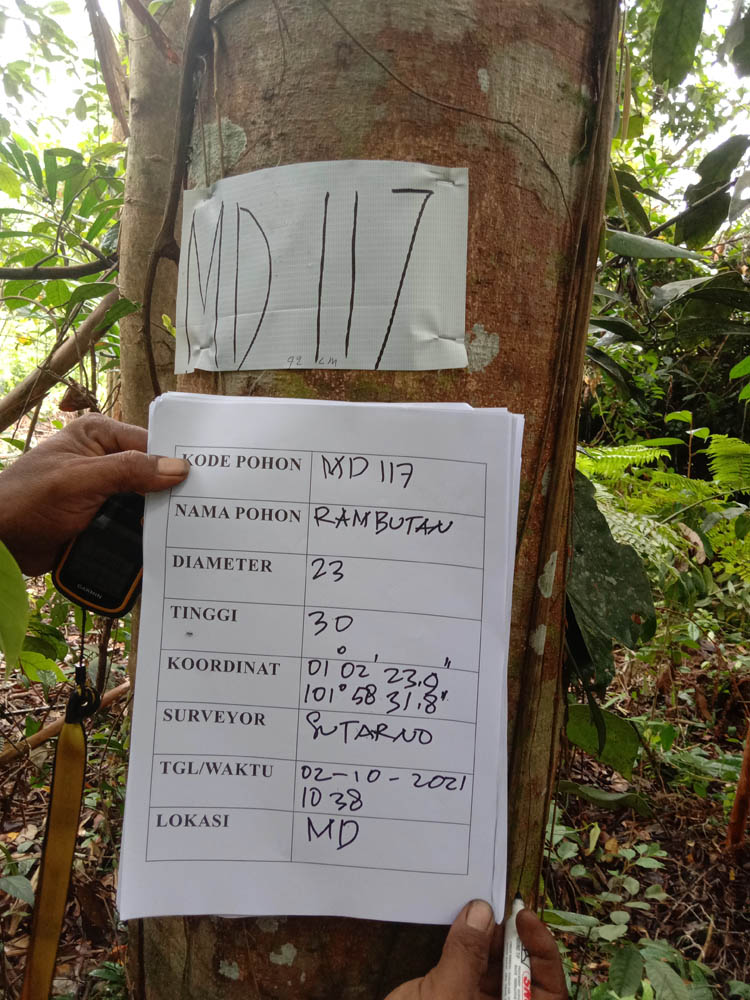 MD 117
92 cm
KODE POHON MD 117
NAMA POHON RAMBUTAN
DIAMETER 23
TINGGI 30
KOORDINAT 01° 02' 23,0"
101° 58 31,8"
SURVEYOR SUTARNO
TGL/WAKTU 02-10-2021
10 38
LOKASI MD
GARMIN